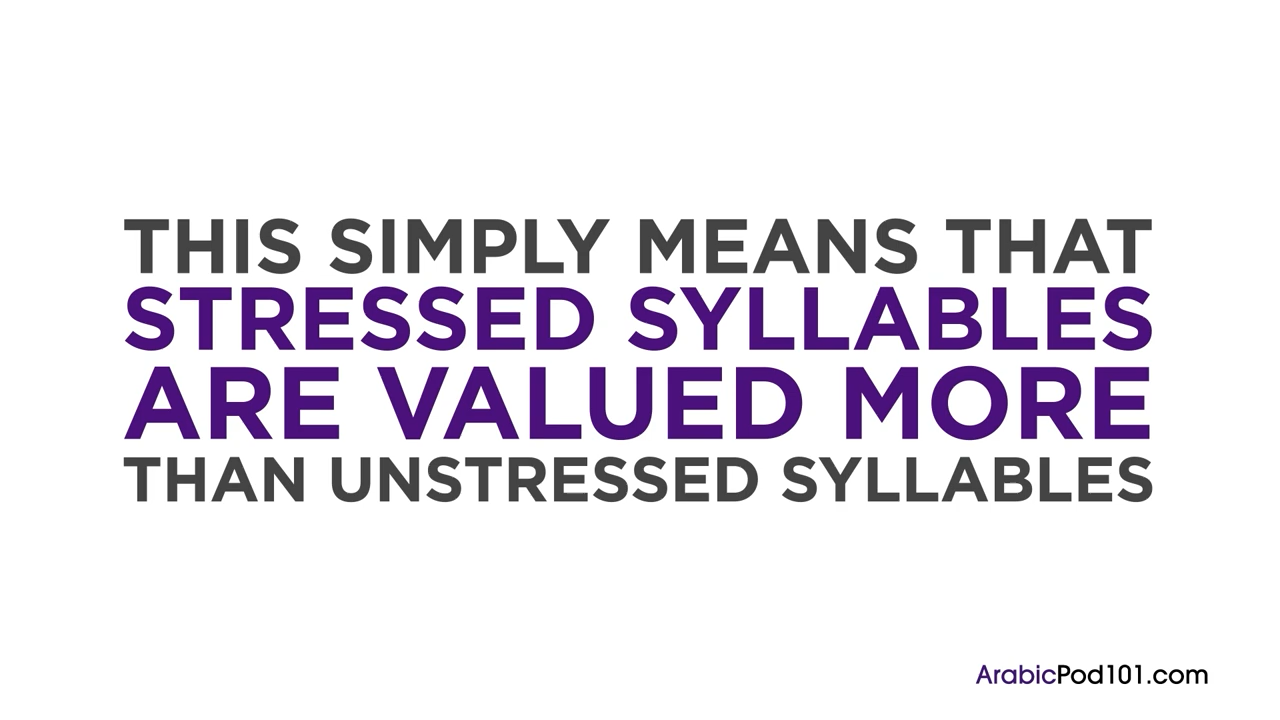 THIS SIMPLY MEANS THAT
STRESSED SYLLABLES
ARE VALUED MORE
THAN UNSTRESSED SYLLABLES
ArabicPod101.com